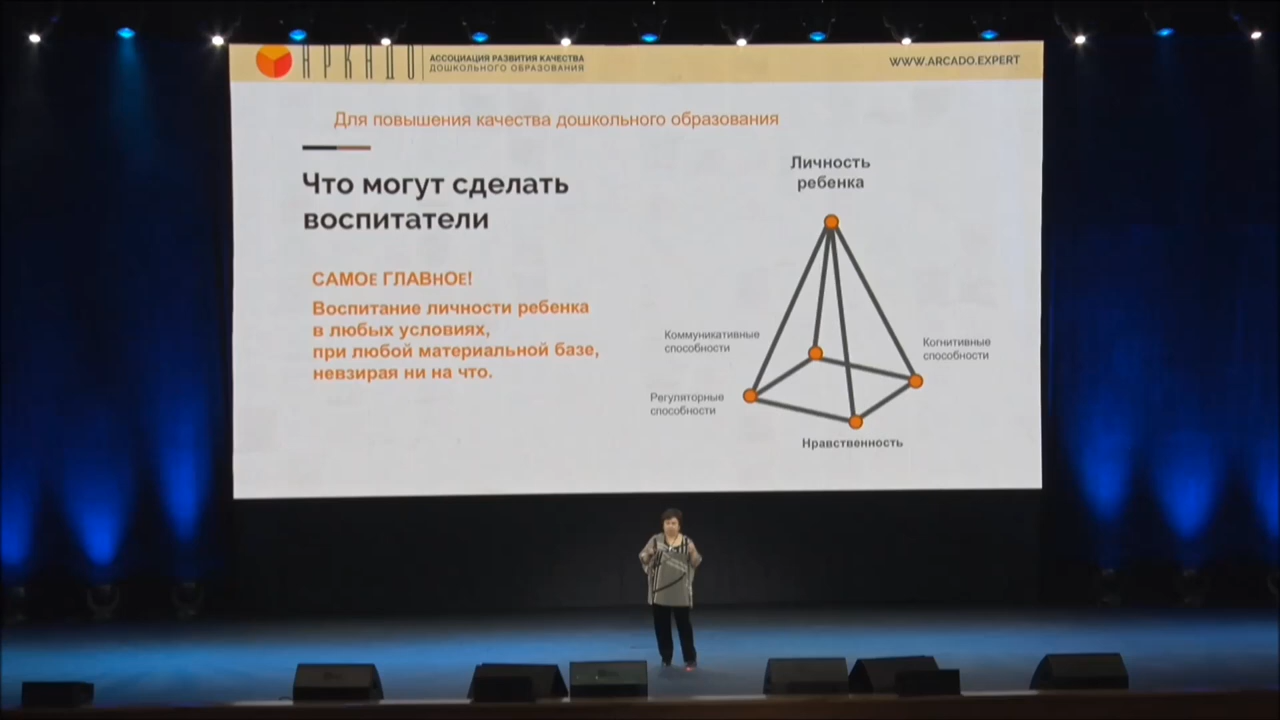 АРКАДО
АССОЦИАЦИЯ РАЗВИТИЯ КАЧЕСТВА
ДОШКОЛЬНОГО ОБРАЗОВАНИЯ
WWW.ARCADO.EXPERT
Для повышения качества дошкольного образования
Что могут сделать
воспитатели
САМОЕ ГЛАВНОЕ!
Воспитание личности ребенка
в любых условиях,
при любой материальной базе,
невзирая ни на что.
Личность
ребенка
Коммуникативные
способности
Когнитивные
способности
Регуляторные
способности
Нравственность